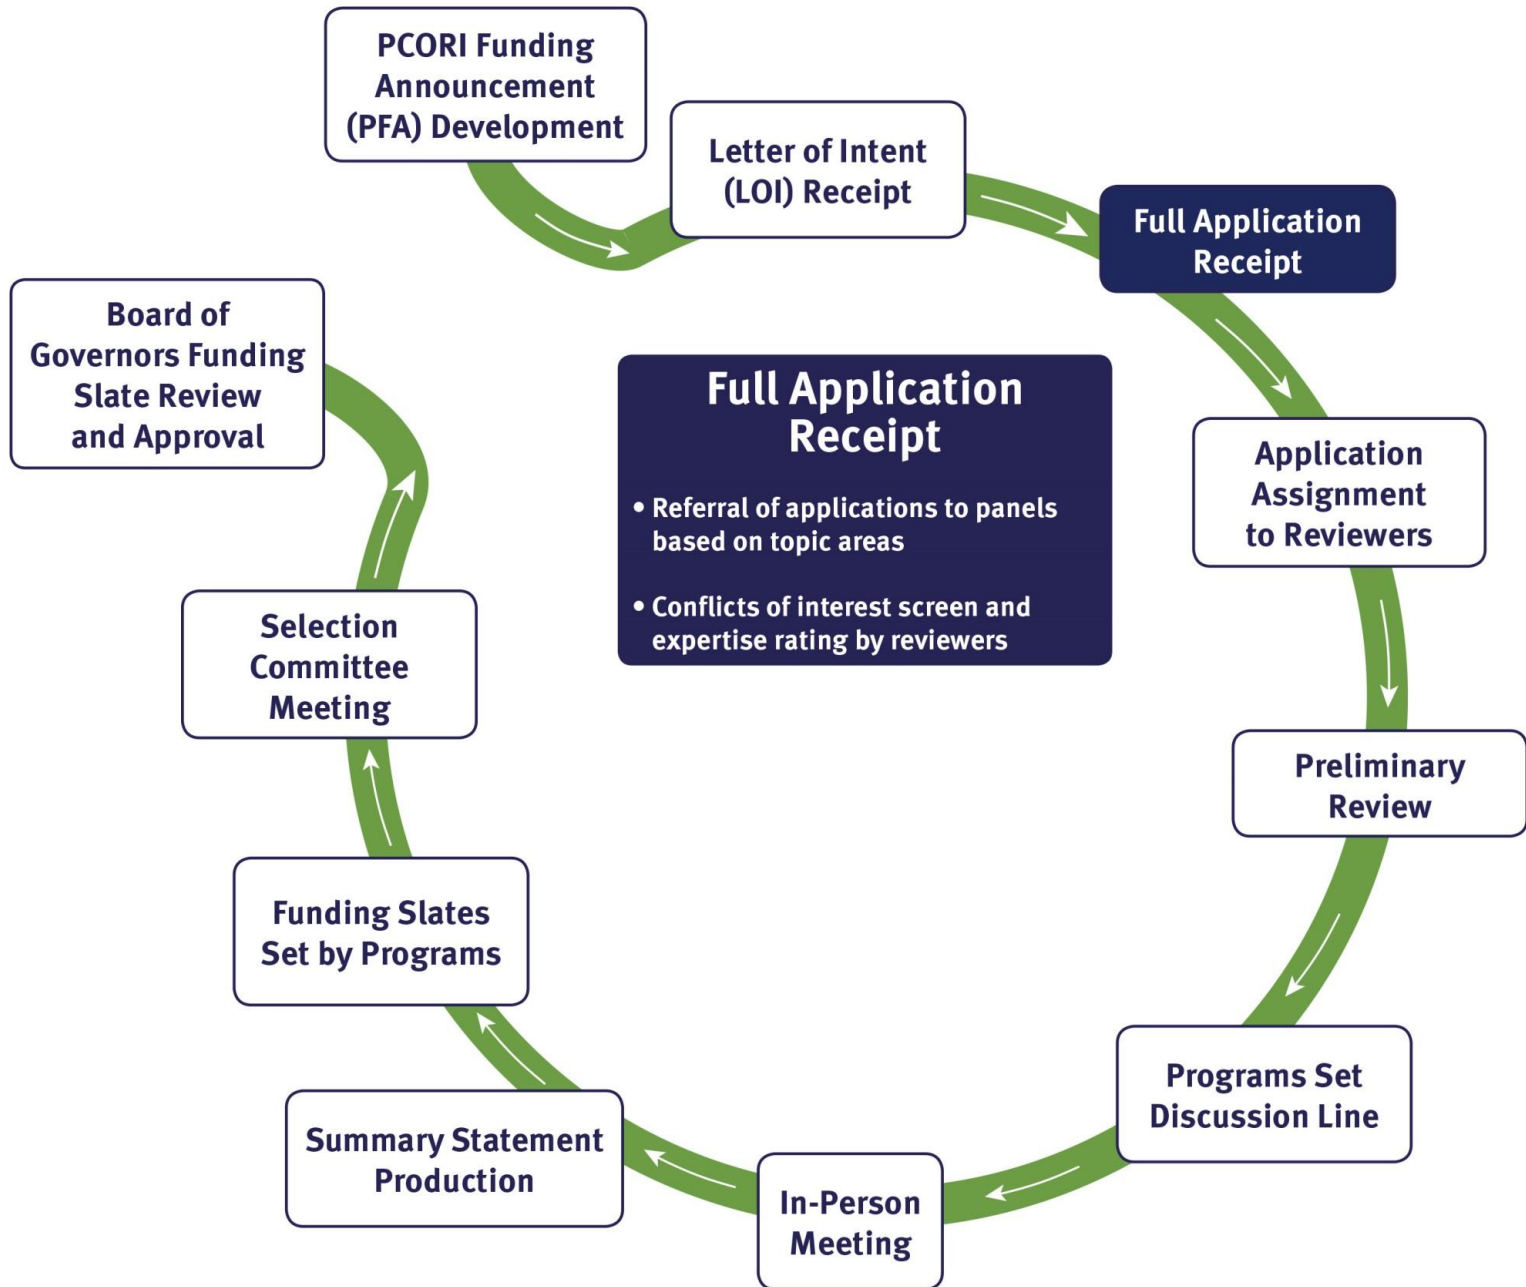 PCORI Funding
Announcement
(PFA) Development
Letter of Intent
(LOI) Receipt
Full Application
Receipt
Application
Assignment
to Reviewers
Preliminary
Review
Programs Set
Discussion Line
In-Person
Meeting
Summary Statement
Production
Funding Slates
Set by Programs
Selection
Committee
Meeting
Board of
Governors Funding
Slate Review
and Approval
Full Application
Receipt
• Referral of applications to panels
based on topic areas
• Conflicts of interest screen and
expertise rating by reviewers